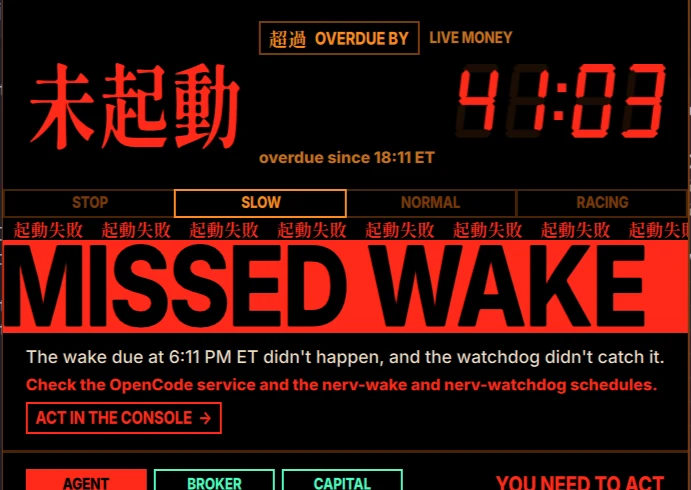 超過 OVERDUE BY LIVE MONEY
未起動
41:03
overdue since 18:11 ET
STOP SLOW NORMAL RACING
起動失敗 起動失敗 起動失敗 起動失敗 起動失敗 起動失敗 起動失敗 起動失
MISSED WAKE
The wake due at 6:11 PM ET didn't happen, and the watchdog didn't catch it.
Check the OpenCode service and the nerv-wake and nerv-watchdog schedules.
ACT IN THE CONSOLE →
AGENT BROKER CAPITAL YOU NEED TO ACT